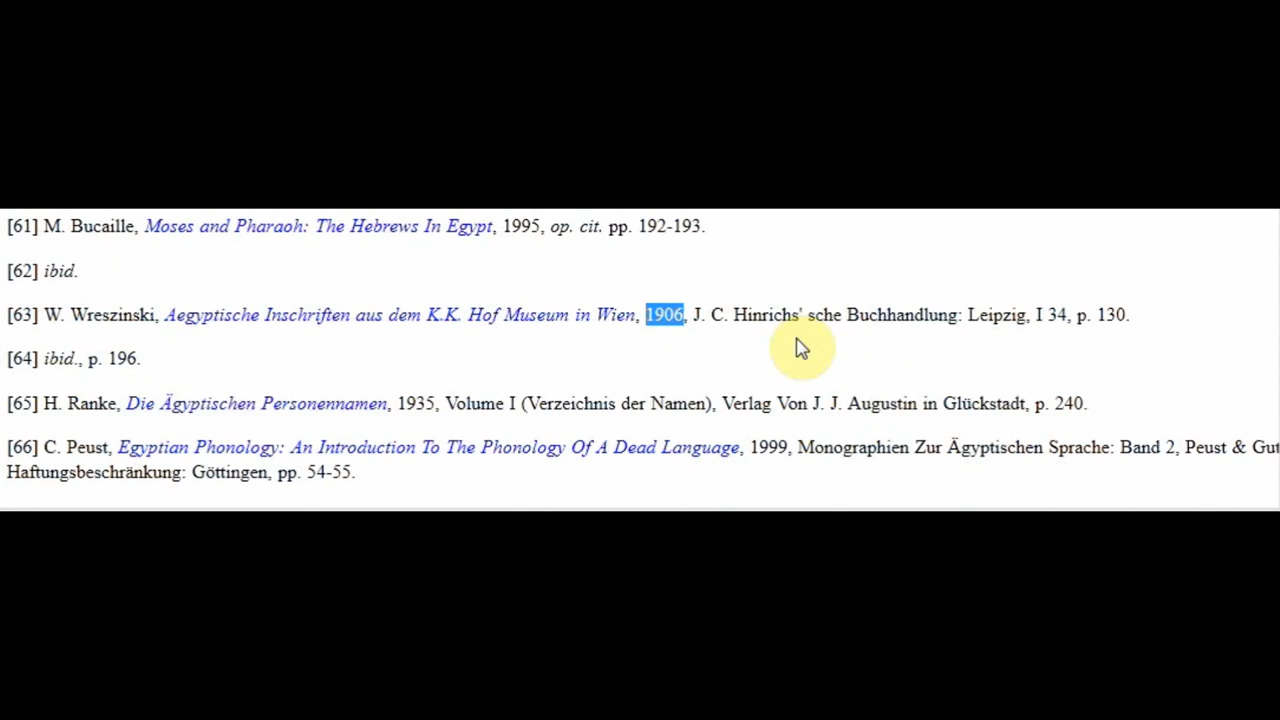 [61] M. Bucaille, Moses and Pharaoh: The Hebrews In Egypt, 1995, op. cit. pp. 192-193.
[62] ibid.
[63] W. Wreszinski, Aegyptische Inschriften aus dem K.K. Hof Museum in Wien, 1906, J. C. Hinrichs' sche Buchhandlung: Leipzig, I 34, p. 130.
[64] ibid., p. 196.
[65] H. Ranke, Die Ägyptischen Personennamen, 1935, Volume I (Verzeichnis der Namen), Verlag Von J. J. Augustin in Glückstadt, p. 240.
[66] C. Peust, Egyptian Phonology: An Introduction To The Phonology Of A Dead Language, 1999, Monographien Zur Ägyptischen Sprache: Band 2, Peust & Gut
Haftungsbeschränkung: Göttingen, pp. 54-55.